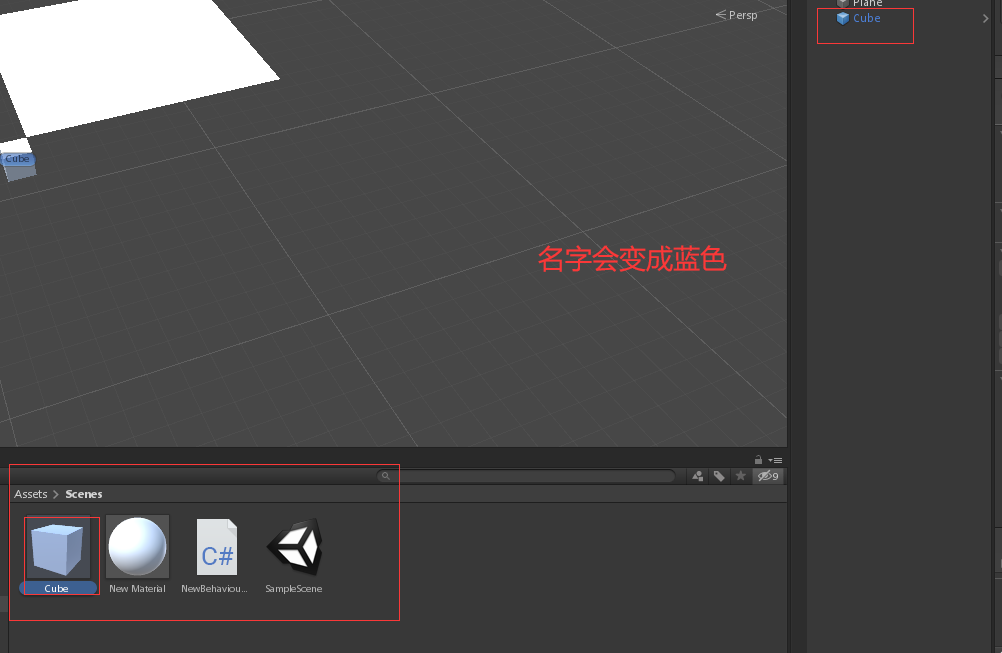 Plane
Persp
Cube
Cube
名字会变成蓝色
9
Assets > Scenes
C#
Cube New Material NewBehaviou... SampleScene